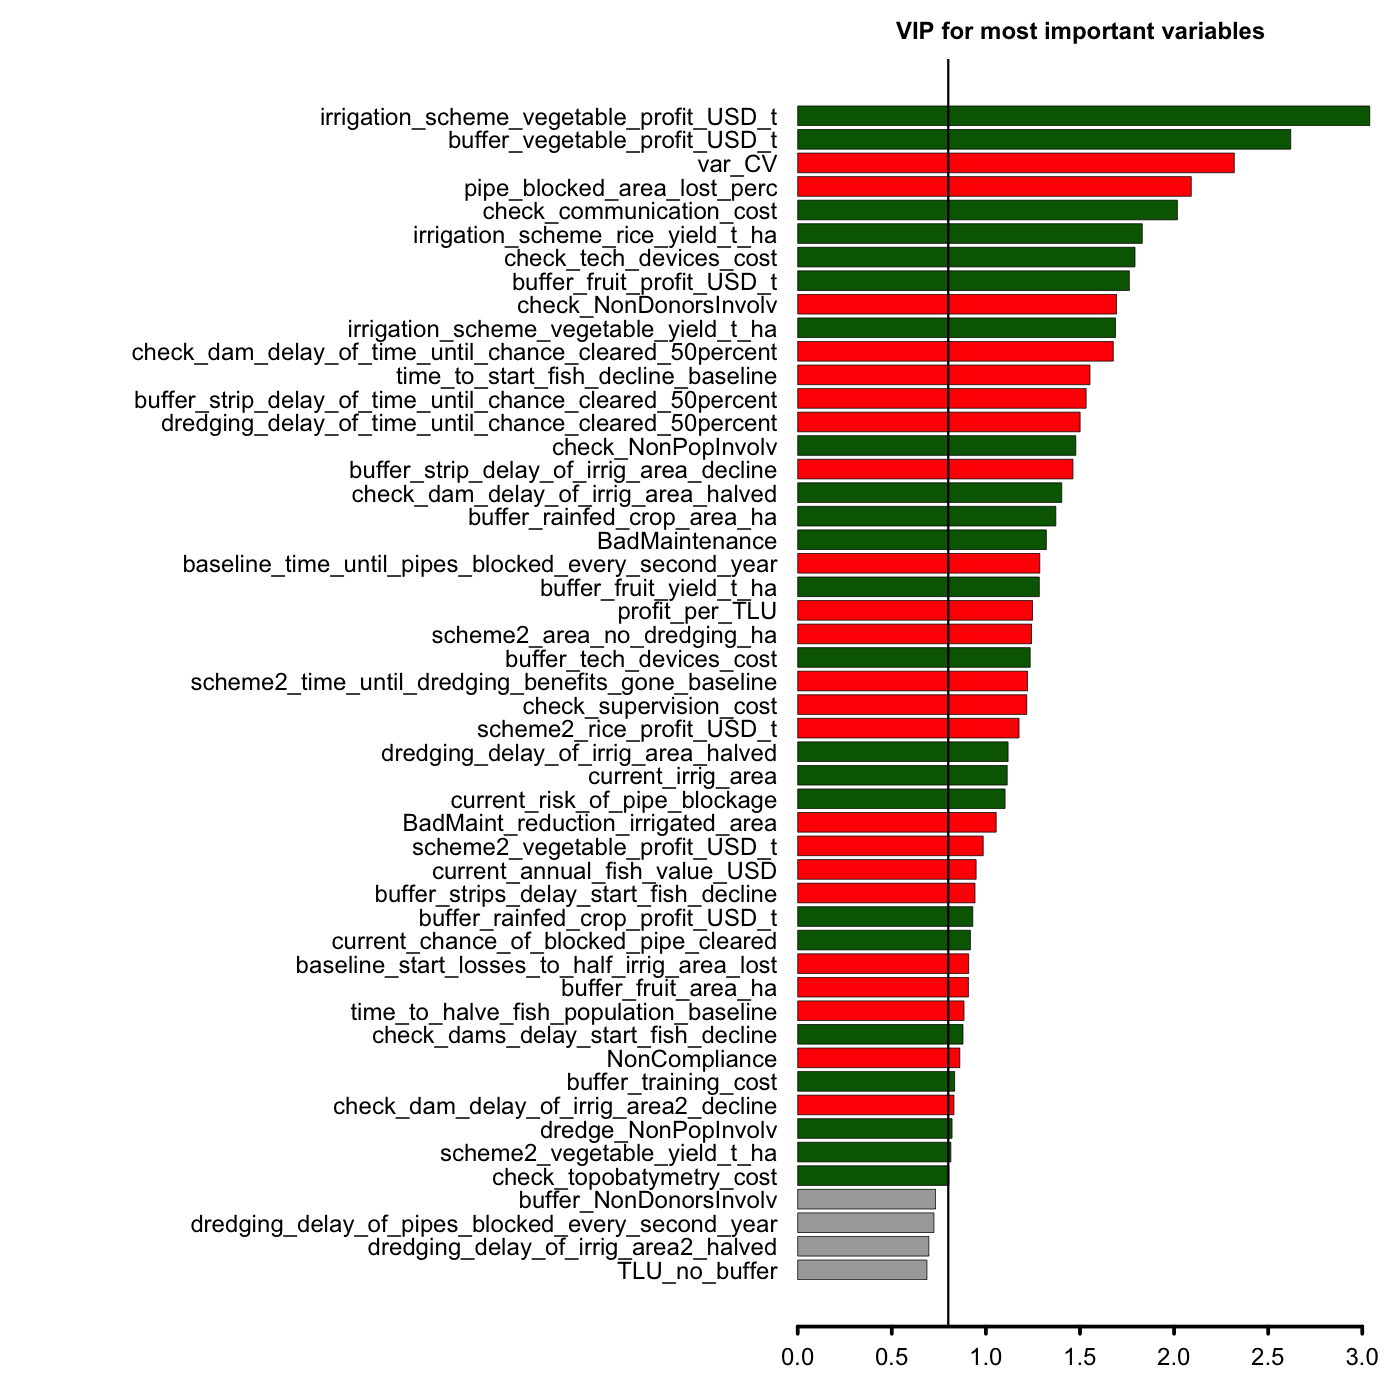 VIP for most important variables
irrigation_scheme_vegetable_profit_USD_t
buffer_vegetable_profit_USD_t
var_CV
pipe_blocked_area_lost_perc
check_communication_cost
irrigation_scheme_rice_yield_t_ha
check_tech_devices_cost
buffer_fruit_profit_USD_t
check_NonDonorsInvolv
irrigation_scheme_vegetable_yield_t_ha
check_dam_delay_of_time_until_chance_cleared_50percent
time_to_start_fish_decline_baseline
buffer_strip_delay_of_time_until_chance_cleared_50percent
dredging_delay_of_time_until_chance_cleared_50percent
check_NonPopInvolv
buffer_strip_delay_of_irrig_area_decline
check_dam_delay_of_irrig_area_halved
buffer_rainfed_crop_area_ha
BadMaintenance
baseline_time_until_pipes_blocked_every_second_year
buffer_fruit_yield_t_ha
profit_per_TLU
scheme2_area_no_dredging_ha
buffer_tech_devices_cost
scheme2_time_until_dredging_benefits_gone_baseline
check_supervision_cost
scheme2_rice_profit_USD_t
dredging_delay_of_irrig_area_halved
current_irrig_area
current_risk_of_pipe_blockage
BadMaint_reduction_irrigated_area
scheme2_vegetable_profit_USD_t
current_annual_fish_value_USD
buffer_strips_delay_start_fish_decline
buffer_rainfed_crop_profit_USD_t
current_chance_of_blocked_pipe_cleared
baseline_start_losses_to_half_irrig_area_lost
buffer_fruit_area_ha
time_to_halve_fish_population_baseline
check_dams_delay_start_fish_decline
NonCompliance
buffer_training_cost
check_dam_delay_of_irrig_area2_decline
dredge_NonPopInvolv
scheme2_vegetable_yield_t_ha
check_topobatymetry_cost
buffer_NonDonorsInvolv
dredging_delay_of_pipes_blocked_every_second_year
dredging_delay_of_irrig_area2_halved
TLU_no_buffer
0.0 0.5 1.0 1.5 2.0 2.5 3.0